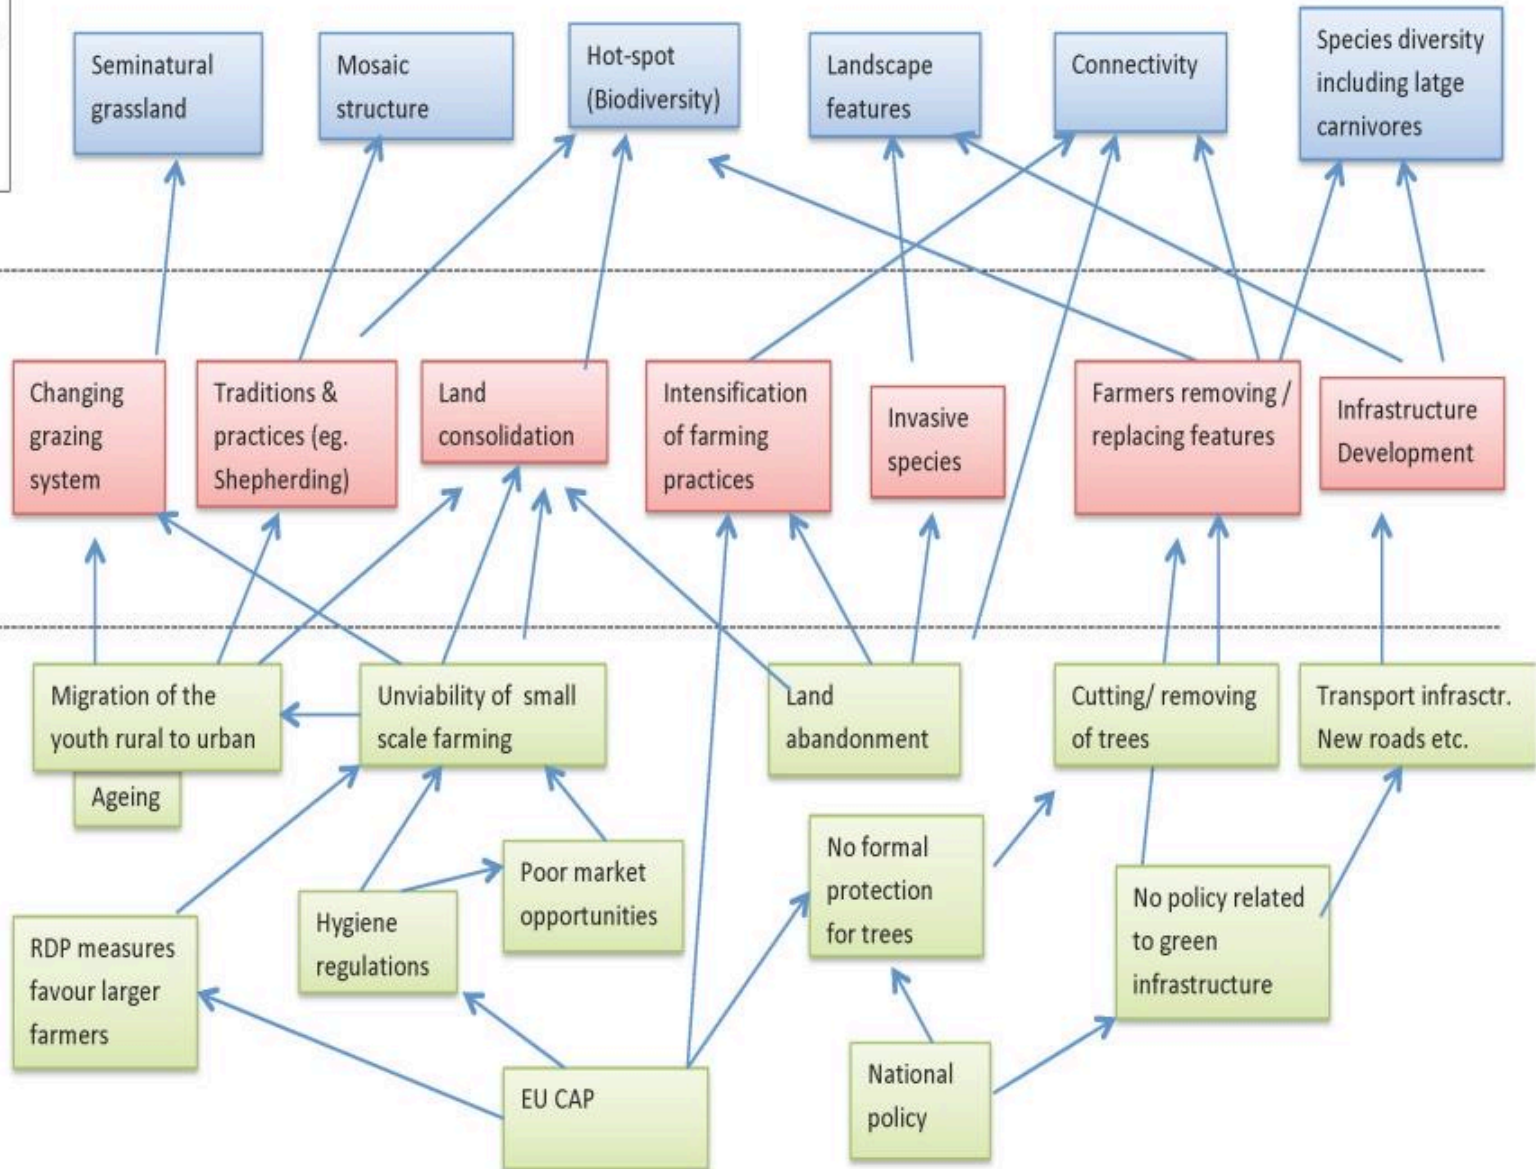 Seminatural
grassland
Mosaic
structure
Hot-spot
(Biodiversity)
Landscape
features
Connectivity
Species diversity
including latge
carnivores
Changing
grazing
system
Traditions &
practices (eg.
Shepherding)
Land
consolidation
Intensification
of farming
practices
Invasive
species
Farmers removing /
replacing features
Infrastructure
Development
Migration of the
youth rural to urban
Ageing
Unviability of small
scale farming
Land
abandonment
Cutting/ removing
of trees
Transport infrasctr.
New roads etc.
RDP measures
favour larger
farmers
Hygiene
regulations
Poor market
opportunities
No formal
protection
for trees
No policy related
to green
infrastructure
EU CAP
National
policy